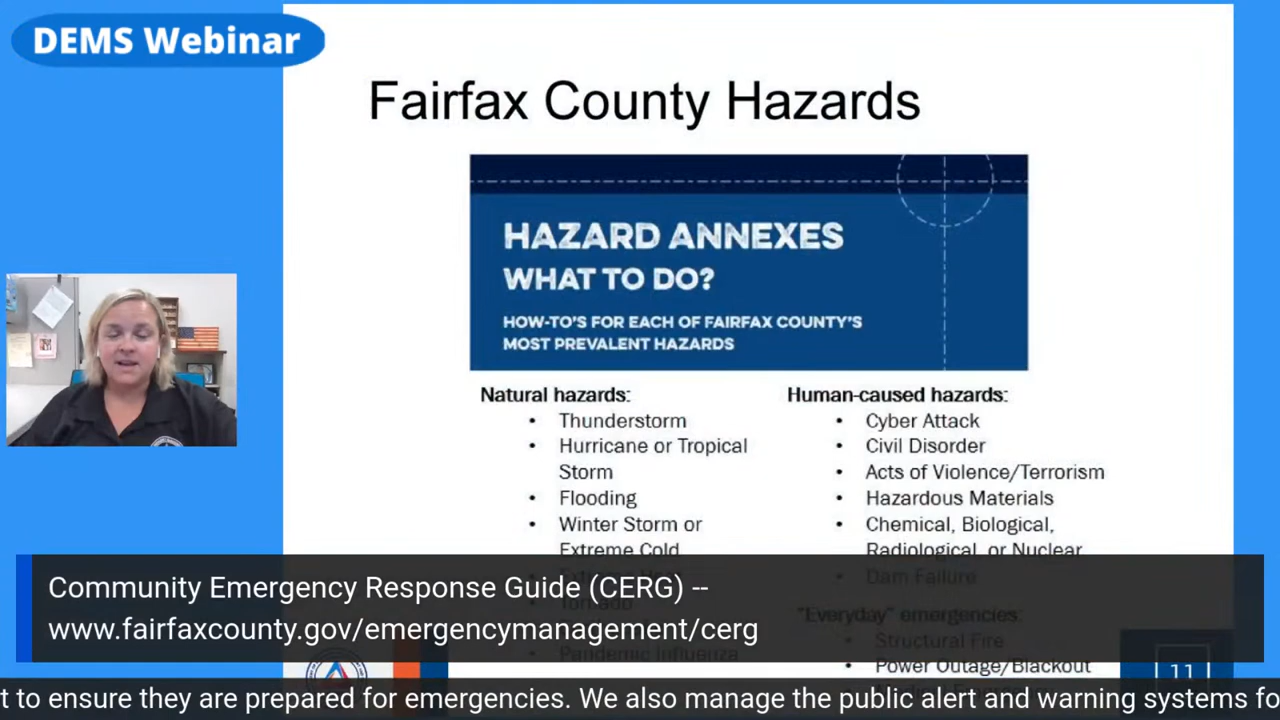 DEMS Webinar
Fairfax County Hazards
HAZARD ANNEXES
WHAT TO DO?
HOW-TO'S FOR EACH OF FAIRFAX COUNTY'S
MOST PREVALENT HAZARDS
Natural hazards:
• Thunderstorm
• Hurricane or Tropical
Storm
• Flooding
• Winter Storm or
Extreme Cold
Tornado
Pandemic Influenza
Human-caused hazards:
• Cyber Attack
• Civil Disorder
• Acts of Violence/Terrorism
• Hazardous Materials
• Chemical, Biological,
Radiological, or Nuclear
• Dam Failure
"Everyday" emergencies:
• Structural Fire
• Power Outage/Blackout
Community Emergency Response Guide (CERG) --
www.fairfaxcounty.gov/emergencymanagement/cerg
11
t to ensure they are prepared for emergencies. We also manage the public alert and warning systems fo